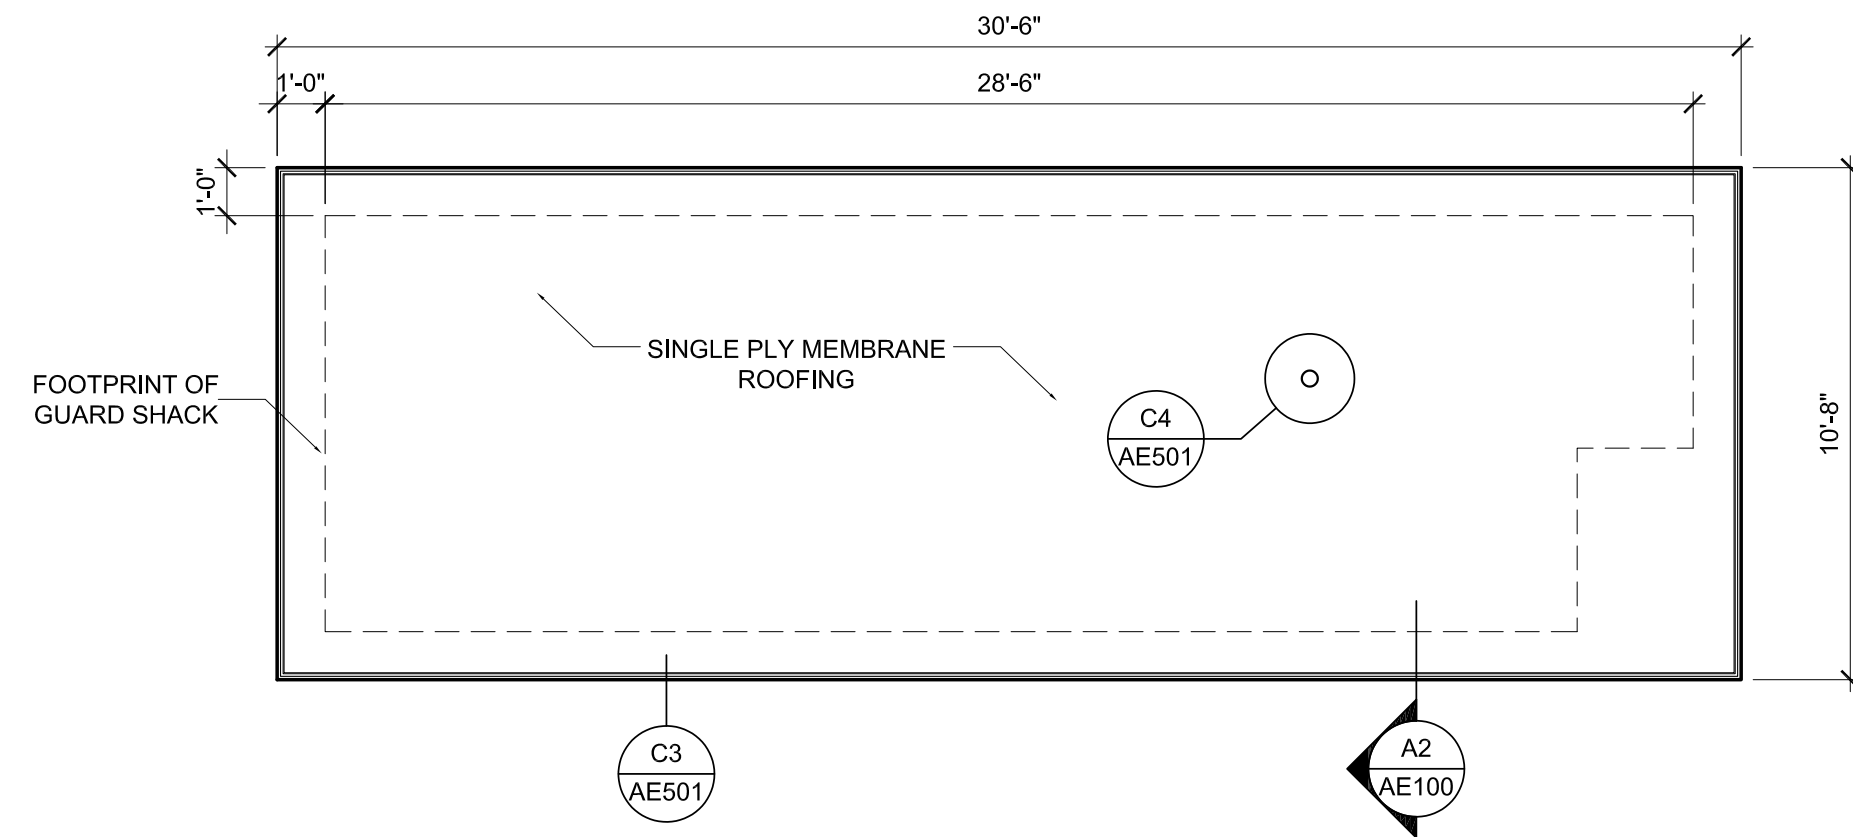 30'-6"
1'-0"
28'-6"
1'-0"
SINGLE PLY MEMBRANE
ROOFING
FOOTPRINT OF
GUARD SHACK
C4
AE501
10'-8"
C3
AE501
A2
AE100